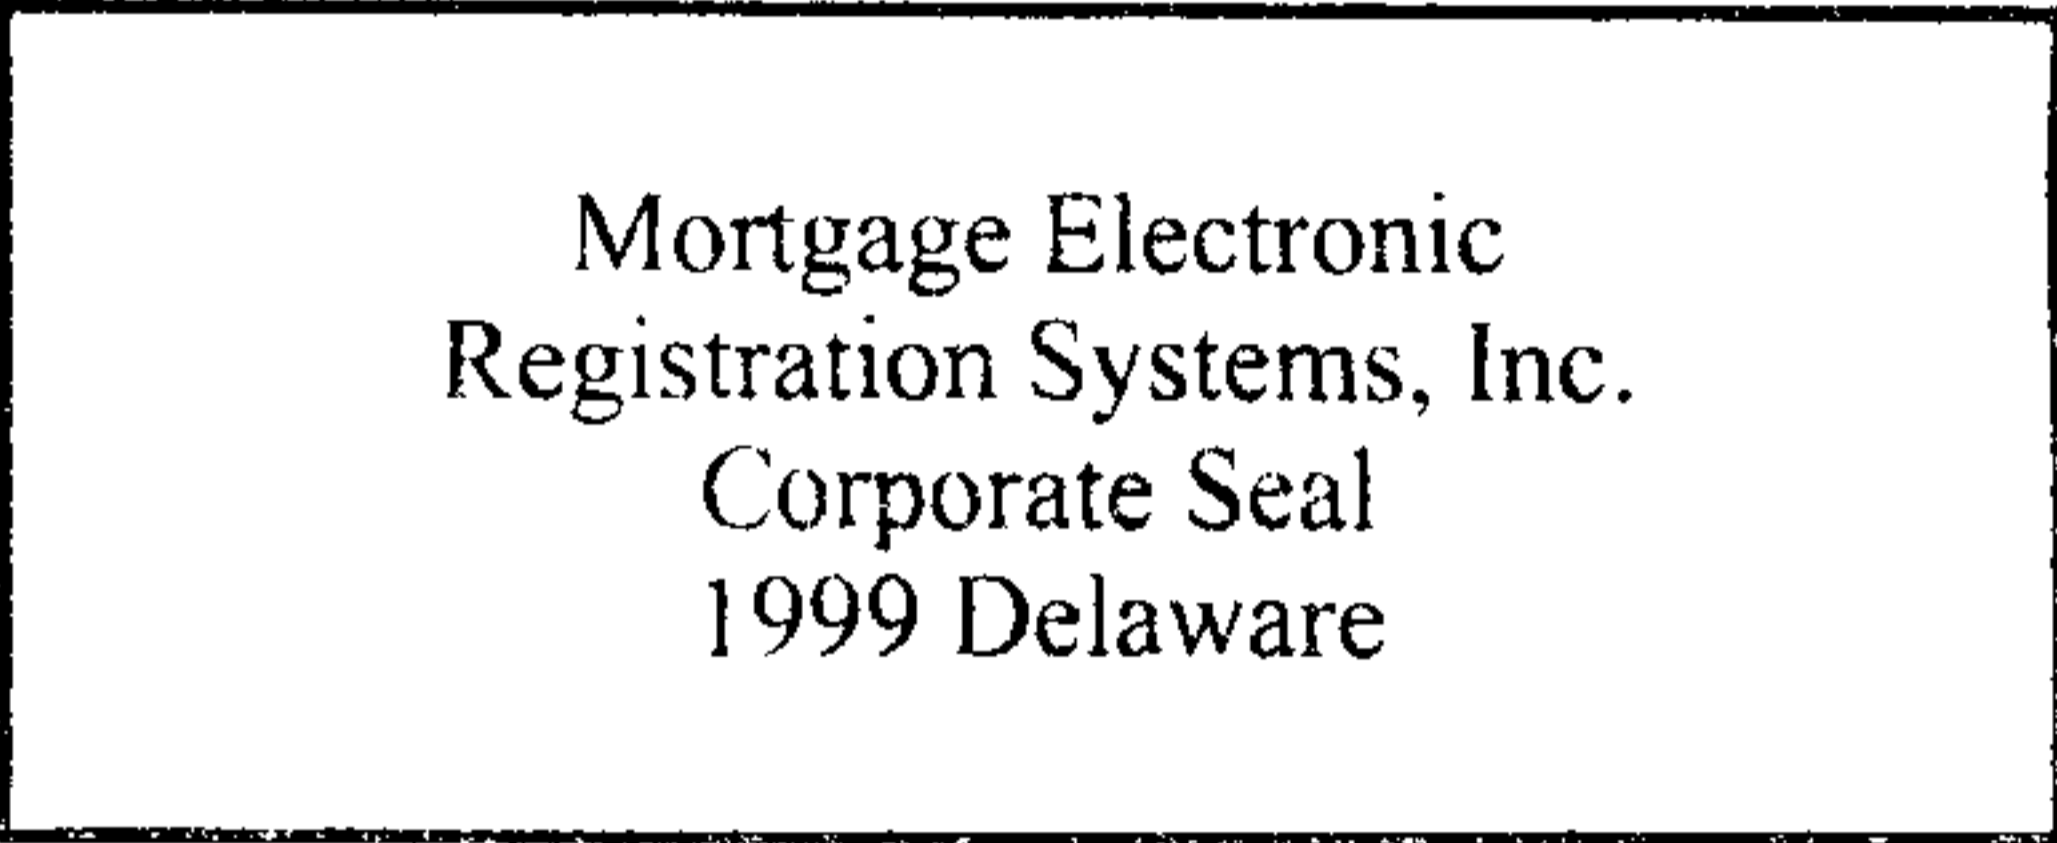 Mortgage Electronic
Registration Systems, Inc.
Corporate Seal
1999 Delaware